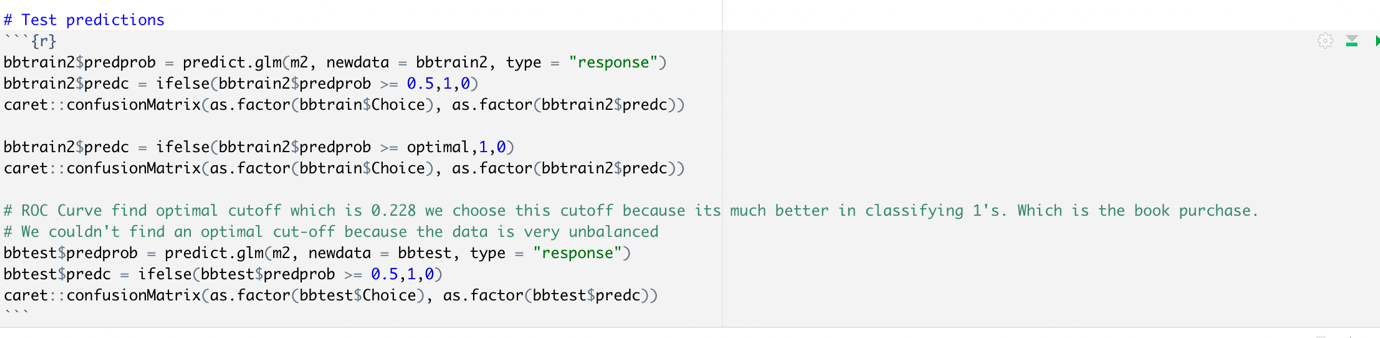 # Test predictions
```{r}
bbtrain2$predprob = predict.glm(m2, newdata = bbtrain2, type = "response")
bbtrain2$predc = ifelse(bbtrain2$predprob >= 0.5,1,0)
caret::confusionMatrix(as.factor(bbtrain$Choice), as.factor(bbtrain2$predc))
bbtrain2$predc = ifelse(bbtrain2$predprob >= optimal,1,0)
caret::confusionMatrix(as.factor(bbtrain$Choice), as.factor(bbtrain2$predc))
# ROC Curve find optimal cutoff which is 0.228 we choose this cutoff because its much better in classifying 1's. Which is the book purchase.
# We couldn't find an optimal cut-off because the data is very unbalanced
bbtest$predprob = predict.glm(m2, newdata = bbtest, type = "response")
bbtest$predc = ifelse(bbtest$predprob >= 0.5,1,0)
caret::confusionMatrix(as.factor(bbtest$Choice), as.factor(bbtest$predc))
```